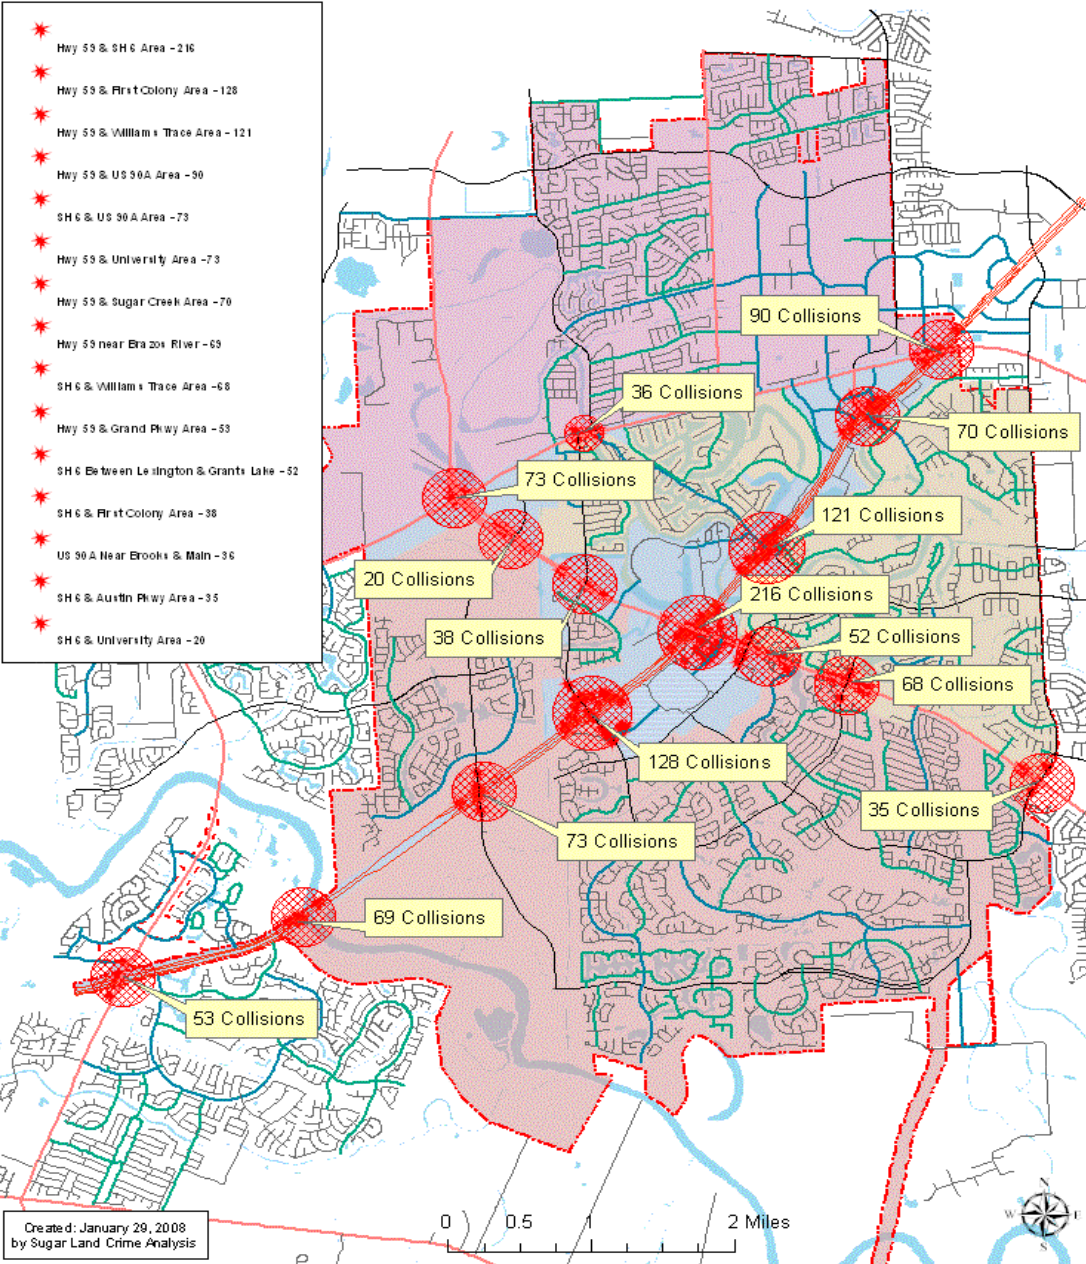 Hwy 59 & SH 6 Area - 216
Hwy 59 & First Colony Area - 128
Hwy 59 & Williams Trace Area - 121
Hwy 59 & US 90A Area - 90
SH 6 & US 90A Area - 73
Hwy 59 & University Area - 73
Hwy 59 & Sugar Creek Area - 70
Hwy 59 near Brazos River - 69
SH 6 & Williams Trace Area - 68
Hwy 59 & Grand Pkwy Area - 53
SH 6 Between Lexington & Grants Lake - 52
SH 6 & First Colony Area - 38
US 90A Near Brooks & Main - 36
SH 6 & Austin Pkwy Area - 35
SH 6 & University Area - 20
90 Collisions
36 Collisions
70 Collisions
73 Collisions
121 Collisions
20 Collisions
216 Collisions
38 Collisions
52 Collisions
68 Collisions
128 Collisions
35 Collisions
73 Collisions
69 Collisions
53 Collisions
Created: January 29, 2008
by Sugar Land Crime Analysis
0 0.5 1 2 Miles
N
W E
S